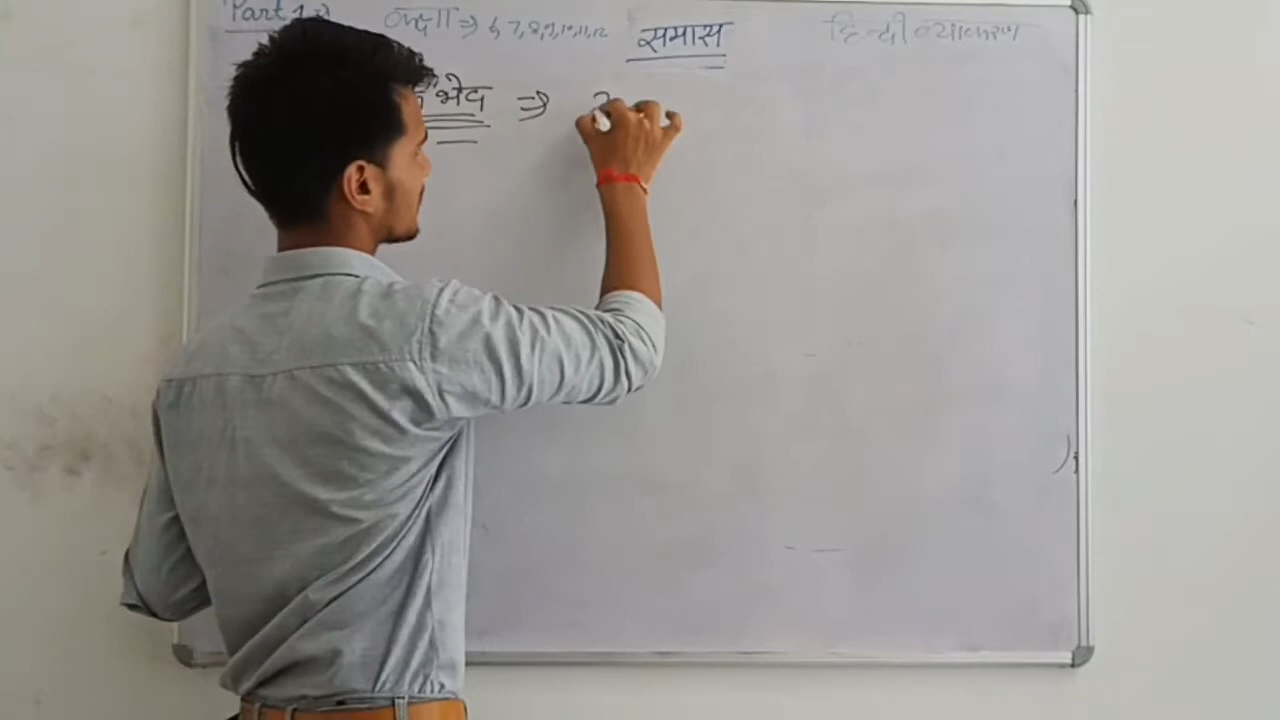 Part 1 कक्षा ⇒ 6, 7, 8, 9, 10, 11, 12 समास हिन्दी व्याकरण
भेद ⇒